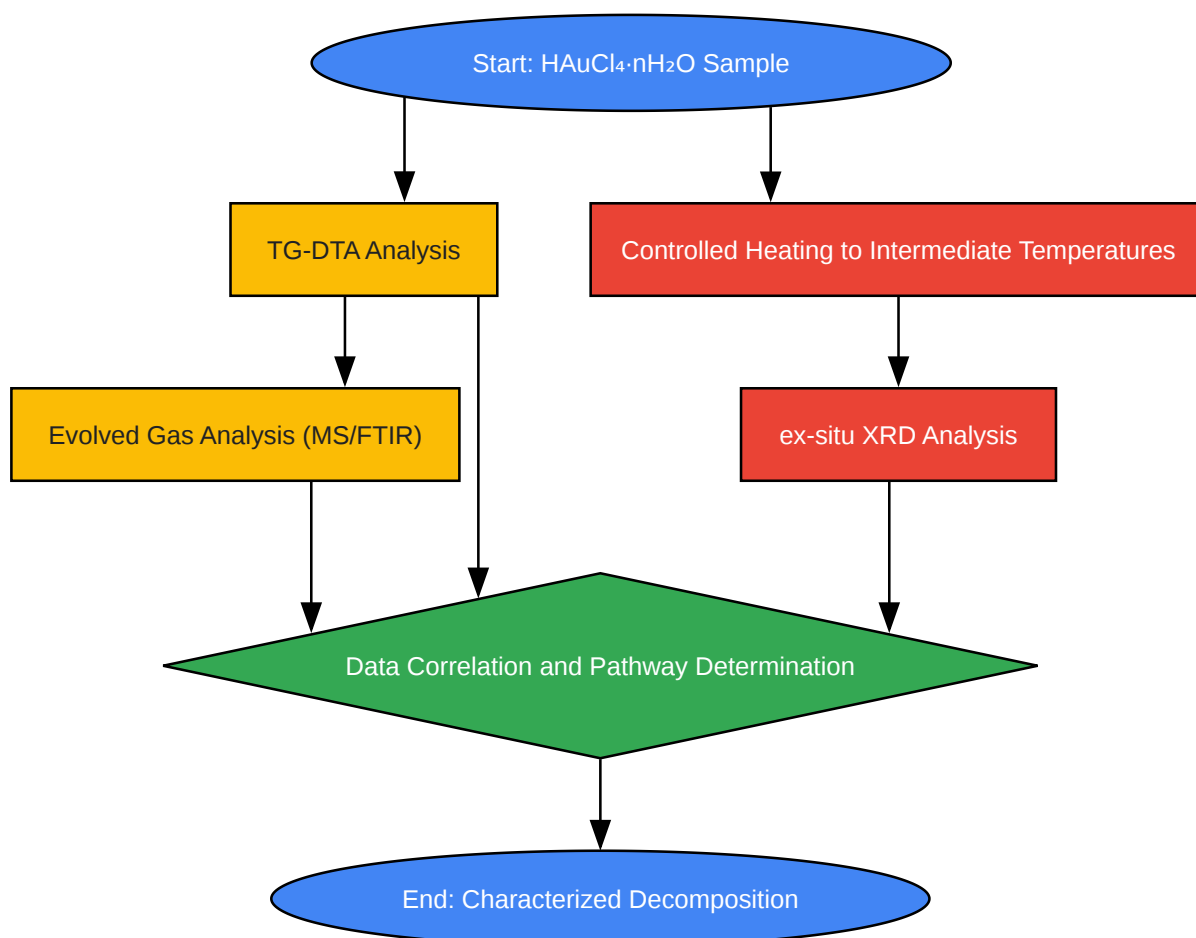 Start: HAuCl₄·nH₂O Sample
TG-DTA Analysis
Controlled Heating to Intermediate Temperatures
Evolved Gas Analysis (MS/FTIR)
ex-situ XRD Analysis
Data Correlation and Pathway Determination
End: Characterized Decomposition